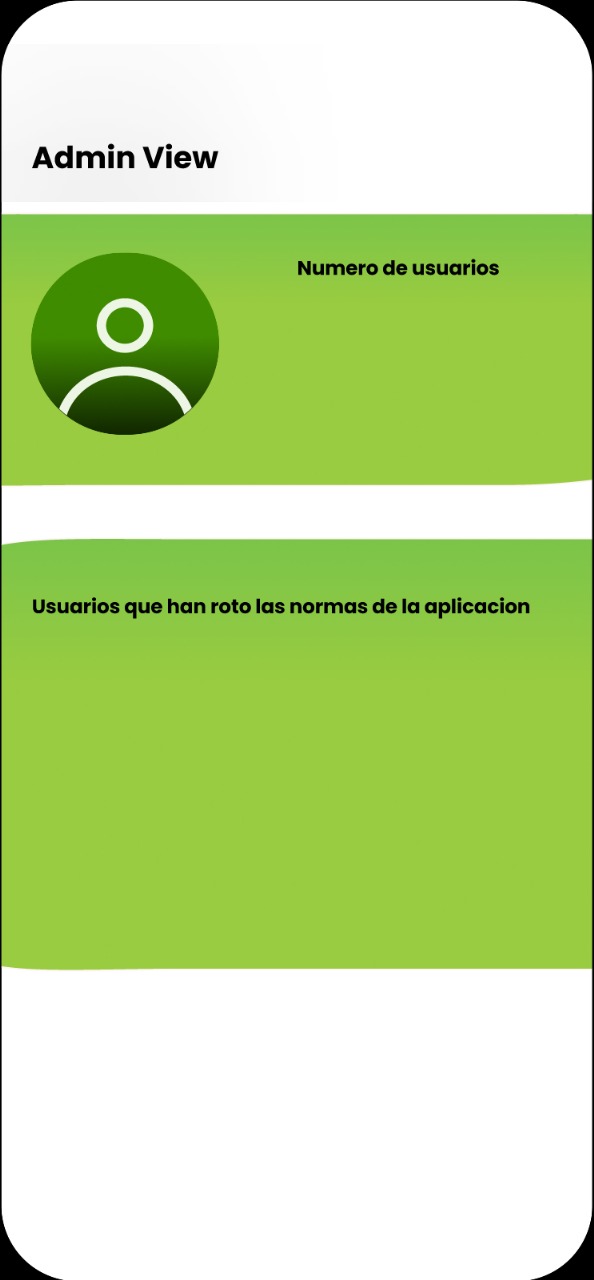 Admin View
Numero de usuarios
Usuarios que han roto las normas de la aplicacion